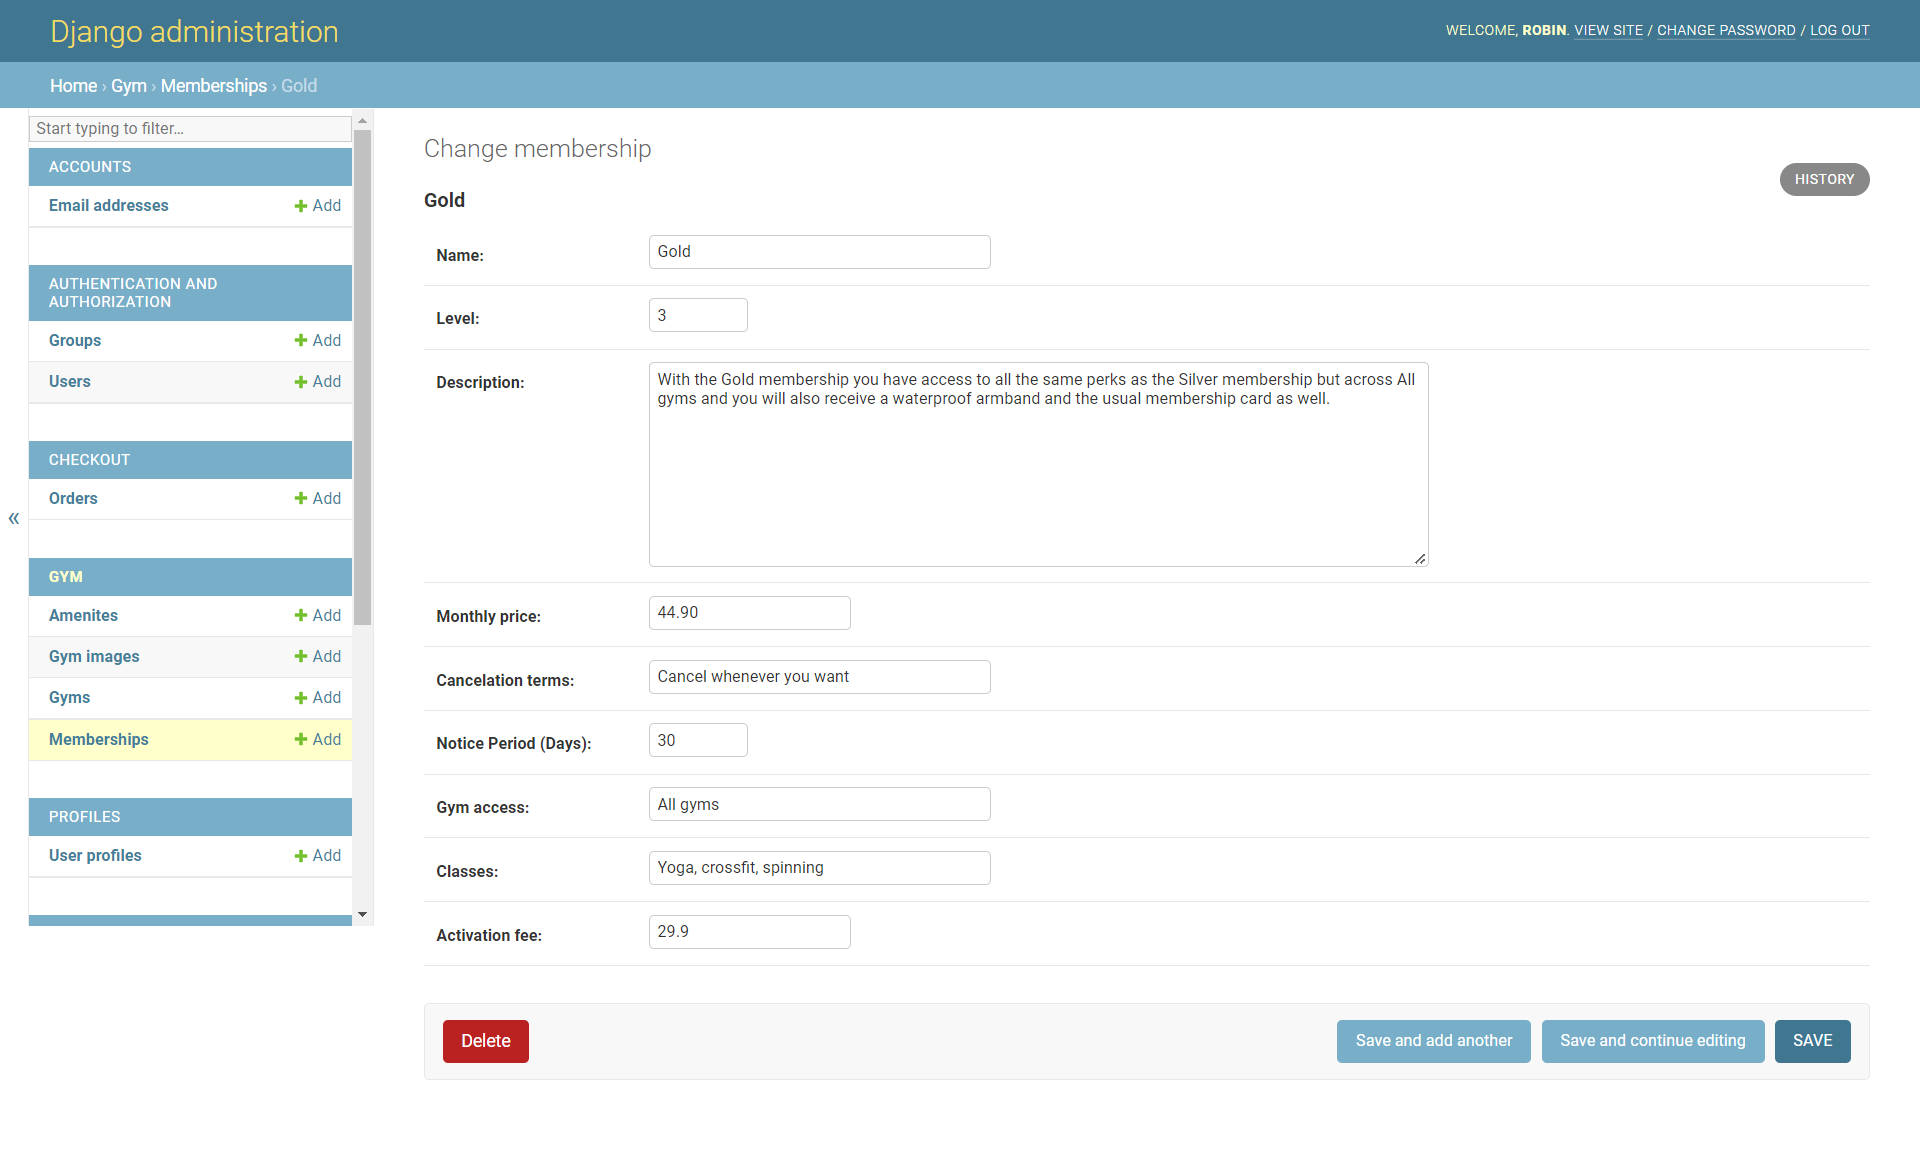 Django administration
WELCOME, ROBIN. VIEW SITE / CHANGE PASSWORD / LOG OUT
Home › Gym › Memberships › Gold
Start typing to filter...
ACCOUNTS
Email addresses Add
AUTHENTICATION AND
AUTHORIZATION
Groups Add
Users Add
CHECKOUT
Orders Add
«
GYM
Amenites Add
Gym images Add
Gyms Add
Memberships Add
PROFILES
User profiles Add
Change membership
HISTORY
Gold
Name: Gold
Level: 3
Description: With the Gold membership you have access to all the same perks as the Silver membership but across All
gyms and you will also receive a waterproof armband and the usual membership card as well.
Monthly price: 44.90
Cancelation terms: Cancel whenever you want
Notice Period (Days): 30
Gym access: All gyms
Classes: Yoga, crossfit, spinning
Activation fee: 29.9
Delete Save and add another Save and continue editing SAVE